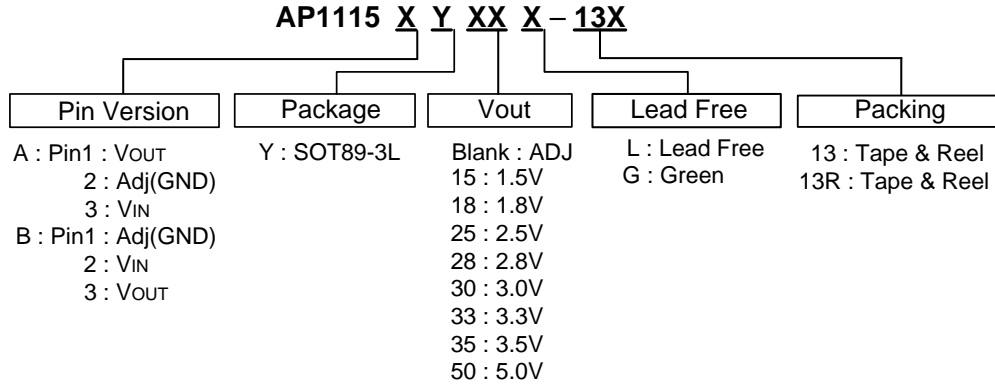 AP1115 X Y XX X – 13X
Pin Version
Package
Vout
Lead Free
Packing
A : Pin1 : VOUT
2 : Adj(GND)
3 : VIN
B : Pin1 : Adj(GND)
2 : VIN
3 : VOUT
Y : SOT89-3L
Blank : ADJ
15 : 1.5V
18 : 1.8V
25 : 2.5V
28 : 2.8V
30 : 3.0V
33 : 3.3V
35 : 3.5V
50 : 5.0V
L : Lead Free
G : Green
13 : Tape & Reel
13R : Tape & Reel